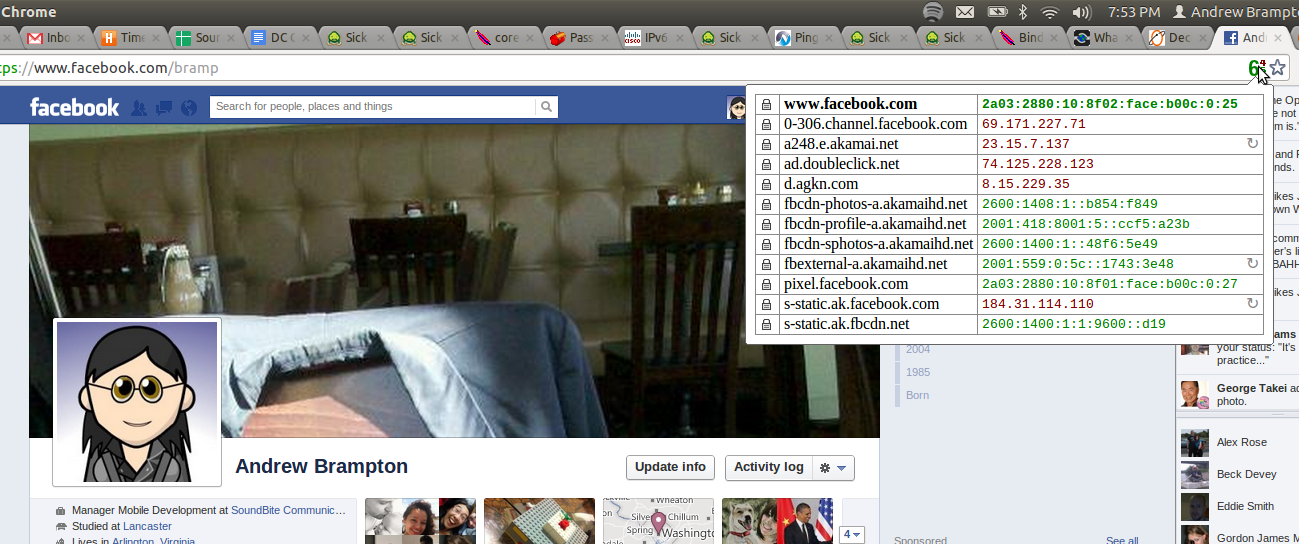 Chrome
7:53 PM
Andrew Brampto
Inbo
Time
Sour
DC C
Sick
Sick
core
Pass
IPv6
Sick
Ping
Sick
Sick
Bind
Wha
Dec
And
tps://www.facebook.com/bramp
facebook
Search for people, places and things
www.facebook.com 2a03:2880:10:8f02:face:b00c:0:25
0-306.channel.facebook.com 69.171.227.71
a248.e.akamai.net 23.15.7.137
ad.doubleclick.net 74.125.228.123
d.agkn.com 8.15.229.35
fbcdn-photos-a.akamaihd.net 2600:1408:1::b854:f849
fbcdn-profile-a.akamaihd.net 2001:418:8001:5::ccf5:a23b
fbcdn-sphotos-a.akamaihd.net 2600:1400:1::48f6:5e49
fbexternal-a.akamaihd.net 2001:559:0:5c::1743:3e48
pixel.facebook.com 2a03:2880:10:8f01:face:b00c:0:27
s-static.ak.facebook.com 184.31.114.110
s-static.ak.fbcdn.net 2600:1400:1:1:9600::d19
2004
1985
Born
your status: "It's
practice..."
George Takei
photo.
Alex Rose
Beck Devey
Eddie Smith
Gordon James M
Andrew Brampton
Update info
Activity log
Manager Mobile Development at SoundBite Communic...
Studied at Lancaster
Lives in Arlington, Virginia
Wheaton
Silver Chillum
Spring
Washington
4
Sponsored
See all